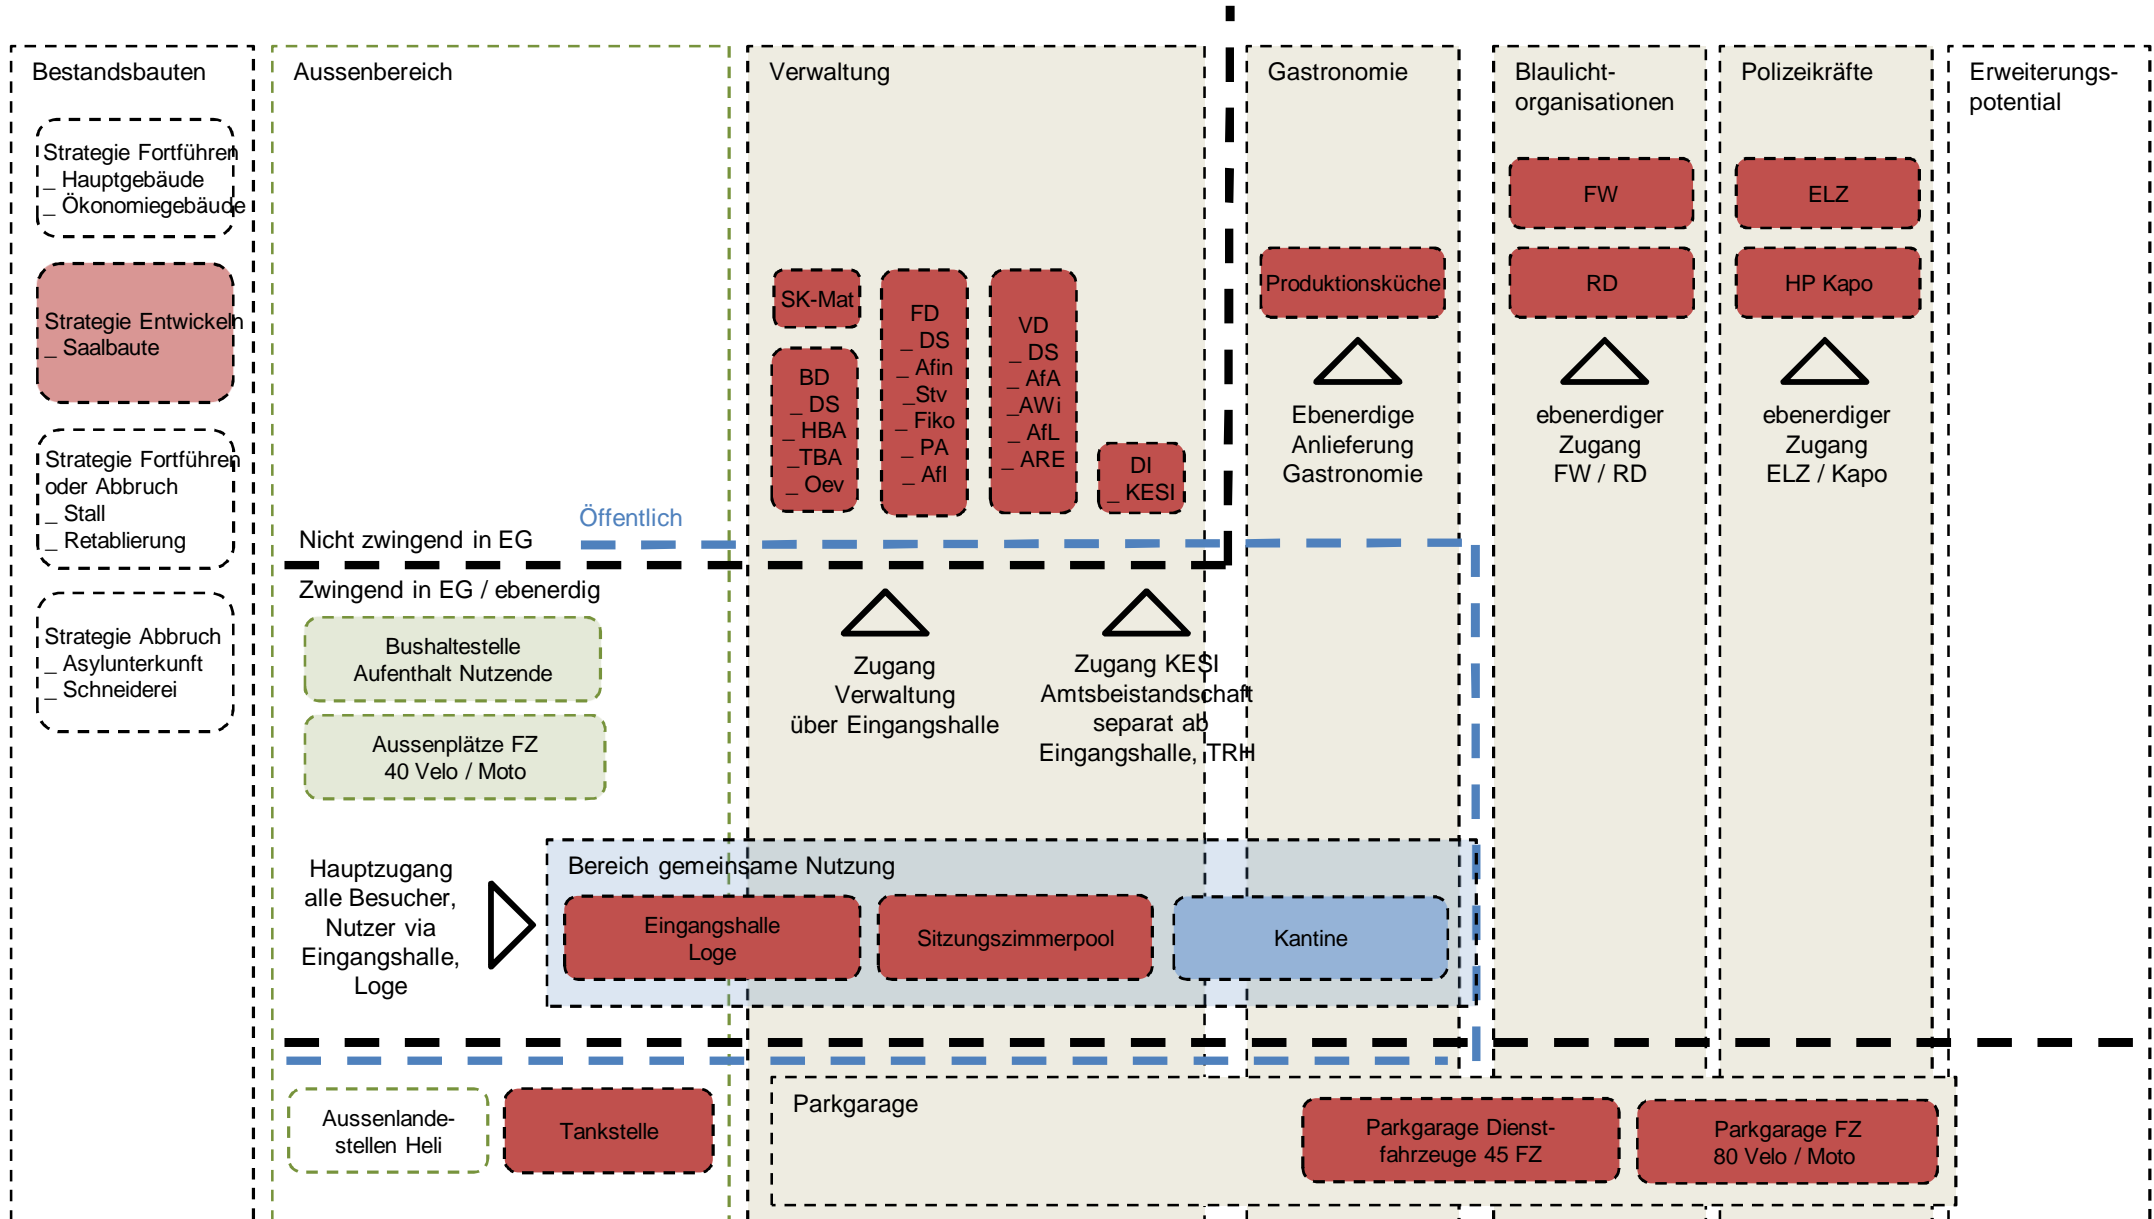 Bestandsbauten
Strategie Fortführen
_ Hauptgebäude
_ Ökonomiegebäude
Strategie Entwickeln
_ Saalbaute
Strategie Fortführen
oder Abbruch
_ Stall
_ Retablierung
Strategie Abbruch
_ Asylunterkunft
_ Schneiderei
Aussenbereich
Öffentlich
Nicht zwingend in EG
Zwingend in EG / ebenerdig
Bushaltestelle
Aufenthalt Nutzende
Aussenplätze FZ
40 Velo / Moto
Hauptzugang
alle Besucher,
Nutzer via
Eingangshalle,
Loge
Aussenlande-
stellen Heli
Tankstelle
Verwaltung
SK-Mat
BD
_ DS
_ HBA
_TBA
_ Oev
FD
_ DS
_ Afin
_Stv
_ Fiko
_ PA
_ AfI
VD
_ DS
_ AfA
_AWi
_ AfL
_ ARE
DI
_ KESI
Zugang
Verwaltung
über Eingangshalle
Zugang KESI
Amtsbeistandschaft
separat ab
Eingangshalle, TRH
Bereich gemeinsame Nutzung
Eingangshalle
Loge
Sitzungszimmerpool
Kantine
Gastronomie
Produktionsküche
Ebenerdige
Anlieferung
Gastronomie
Blaulicht-
organisationen
FW
RD
ebenerdiger
Zugang
FW / RD
Polizeikräfte
ELZ
HP Kapo
ebenerdiger
Zugang
ELZ / Kapo
Erweiterungs-
potential
Parkgarage
Parkgarage Dienst-
fahrzeuge 45 FZ
Parkgarage FZ
80 Velo / Moto